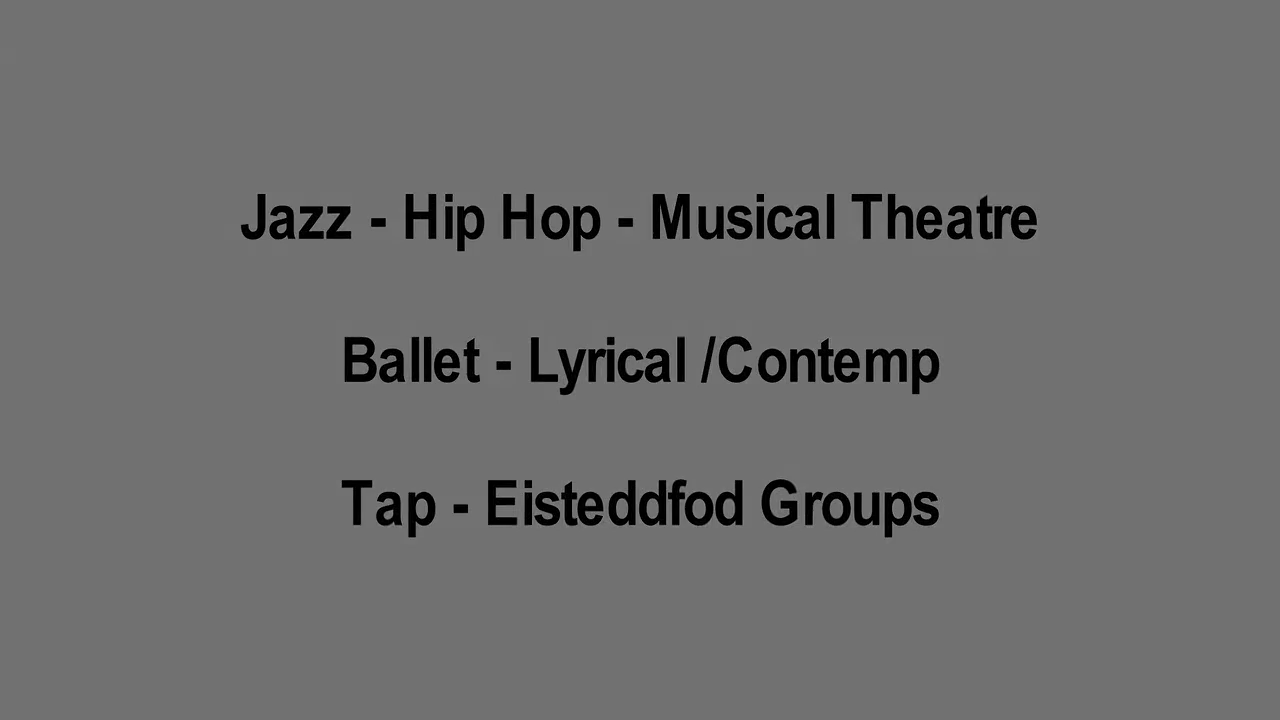 Jazz - Hip Hop - Musical Theatre
Ballet - Lyrical /Contemp
Tap - Eisteddfod Groups